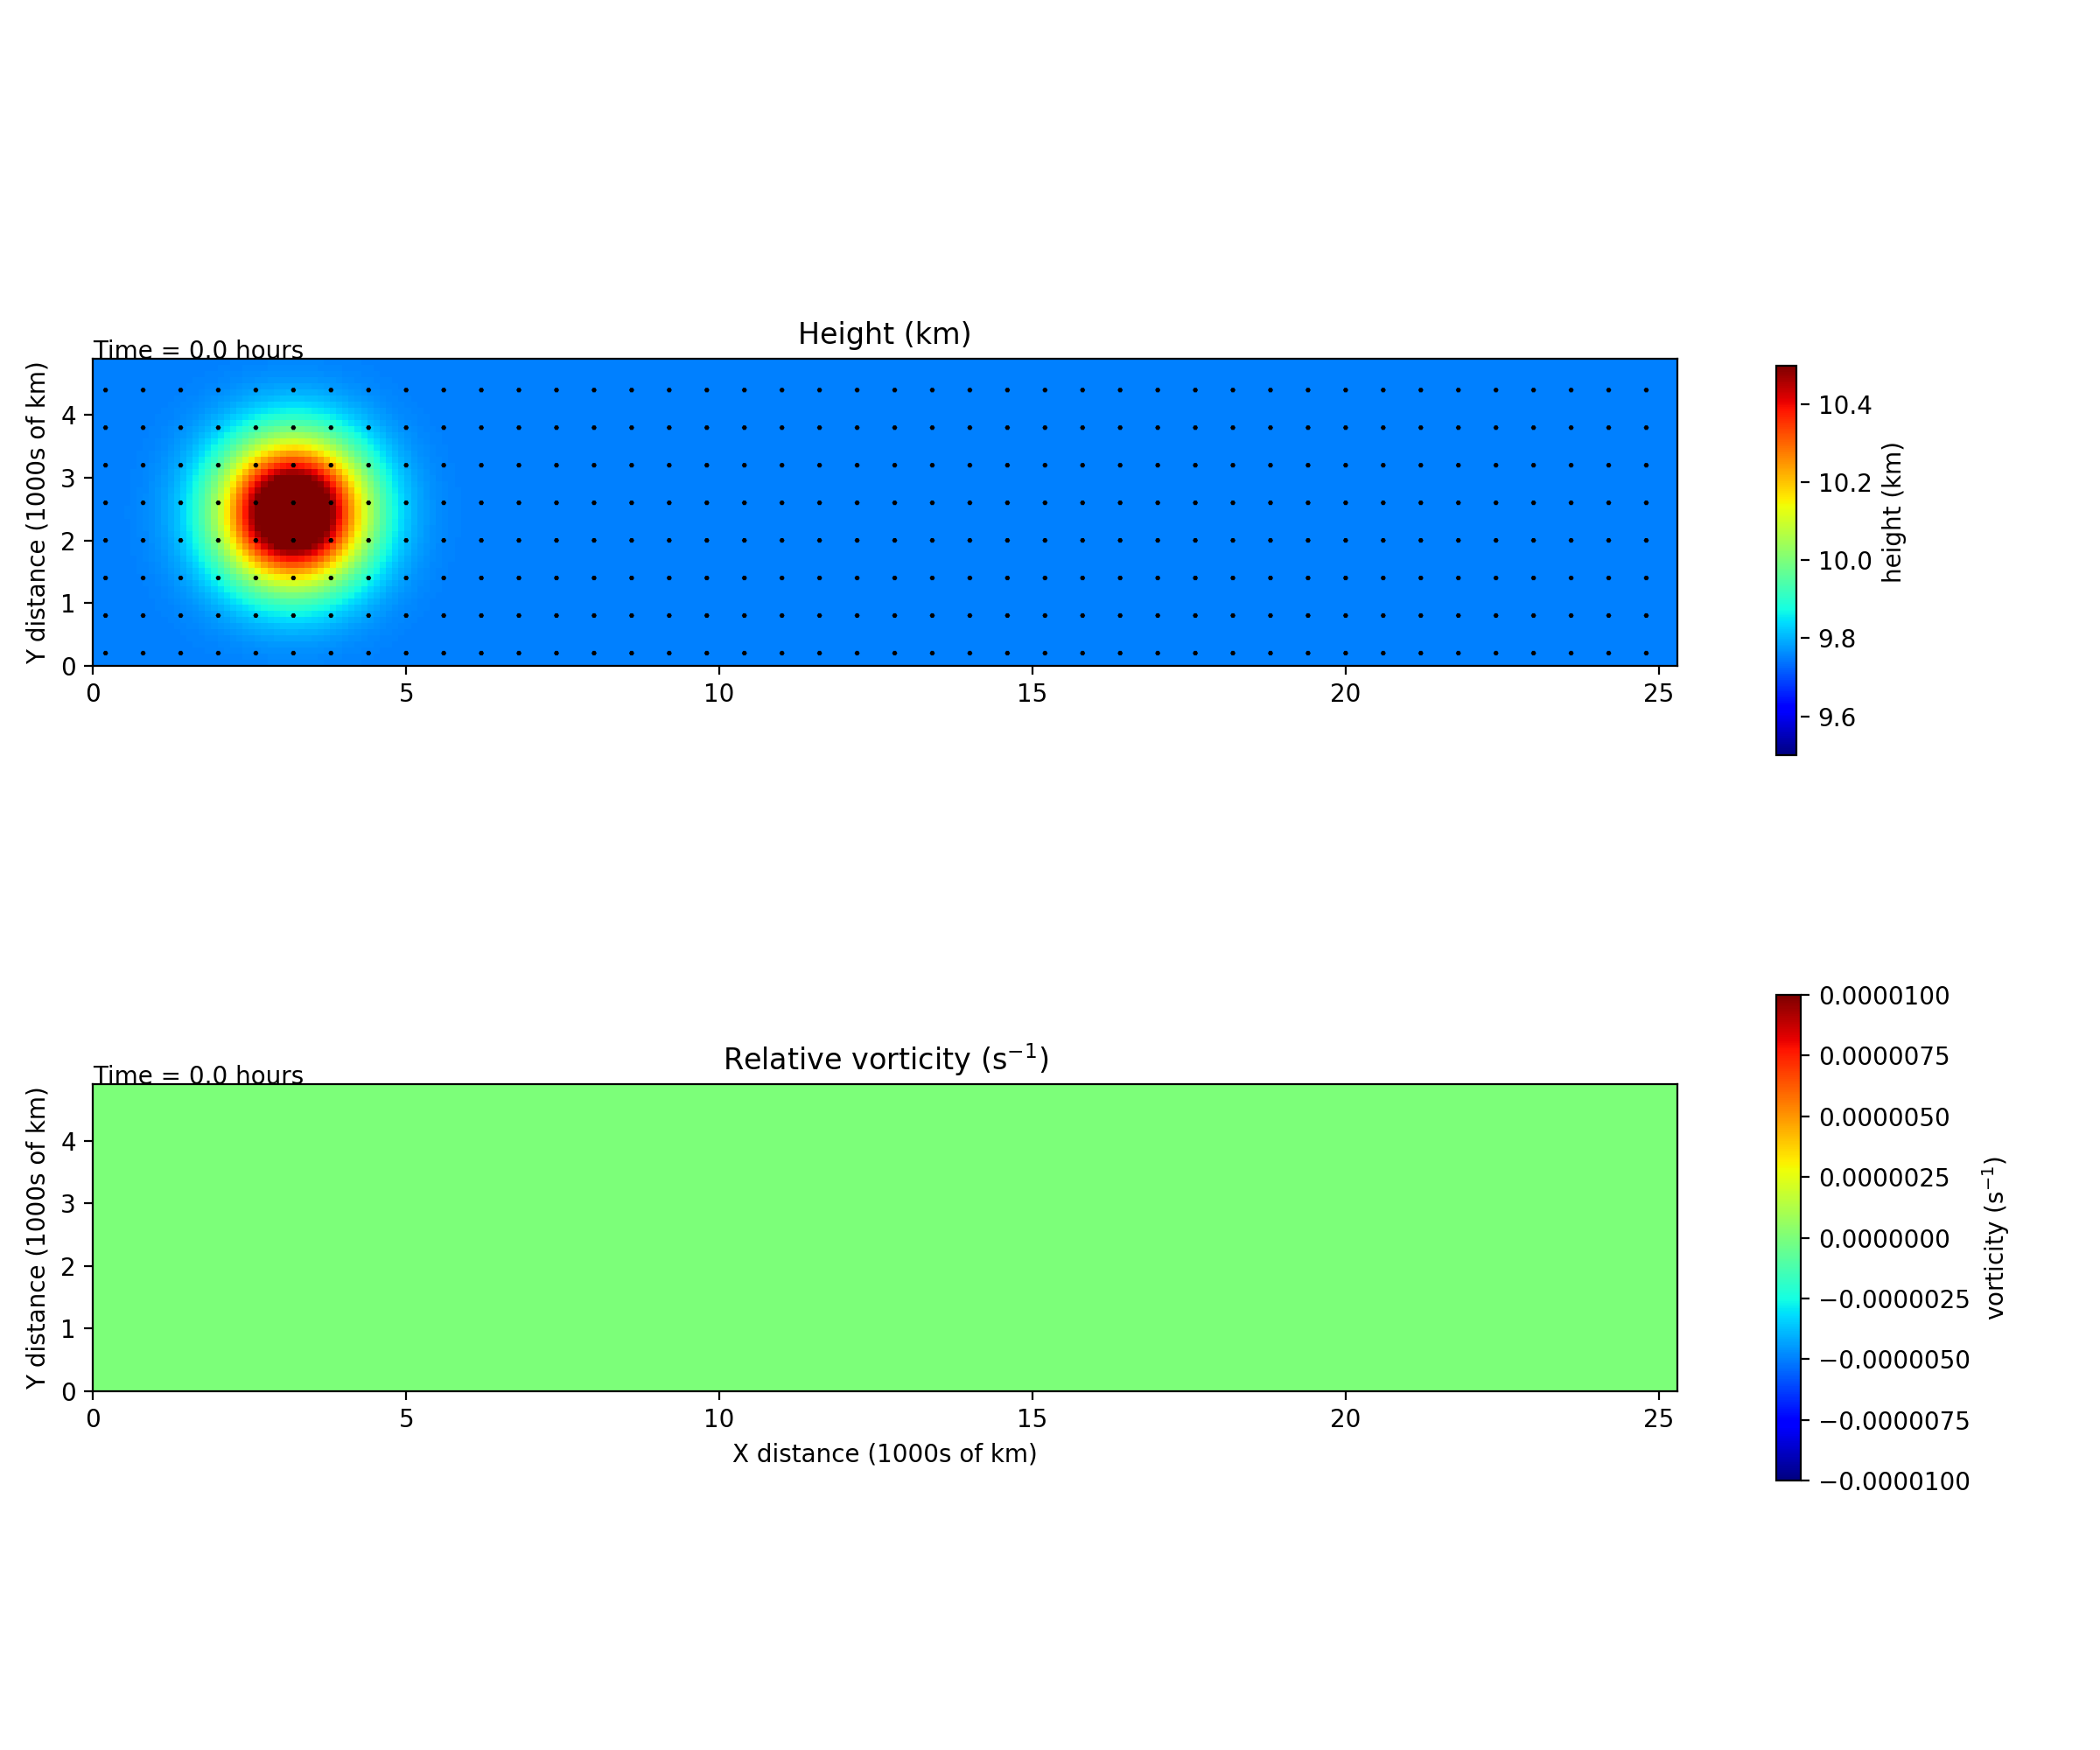 Height (km)
Time = 0.0 hours
Y distance (1000s of km)
4
3
2
1
0
0 5 10 15 20 25
10.4
10.2
10.0
9.8
9.6
height (km)
Relative vorticity (s⁻¹)
Time = 0.0 hours
Y distance (1000s of km)
4
3
2
1
0
0 5 10 15 20 25
X distance (1000s of km)
0.0000100
0.0000075
0.0000050
0.0000025
0.0000000
−0.0000025
−0.0000050
−0.0000075
−0.0000100
vorticity (s⁻¹)